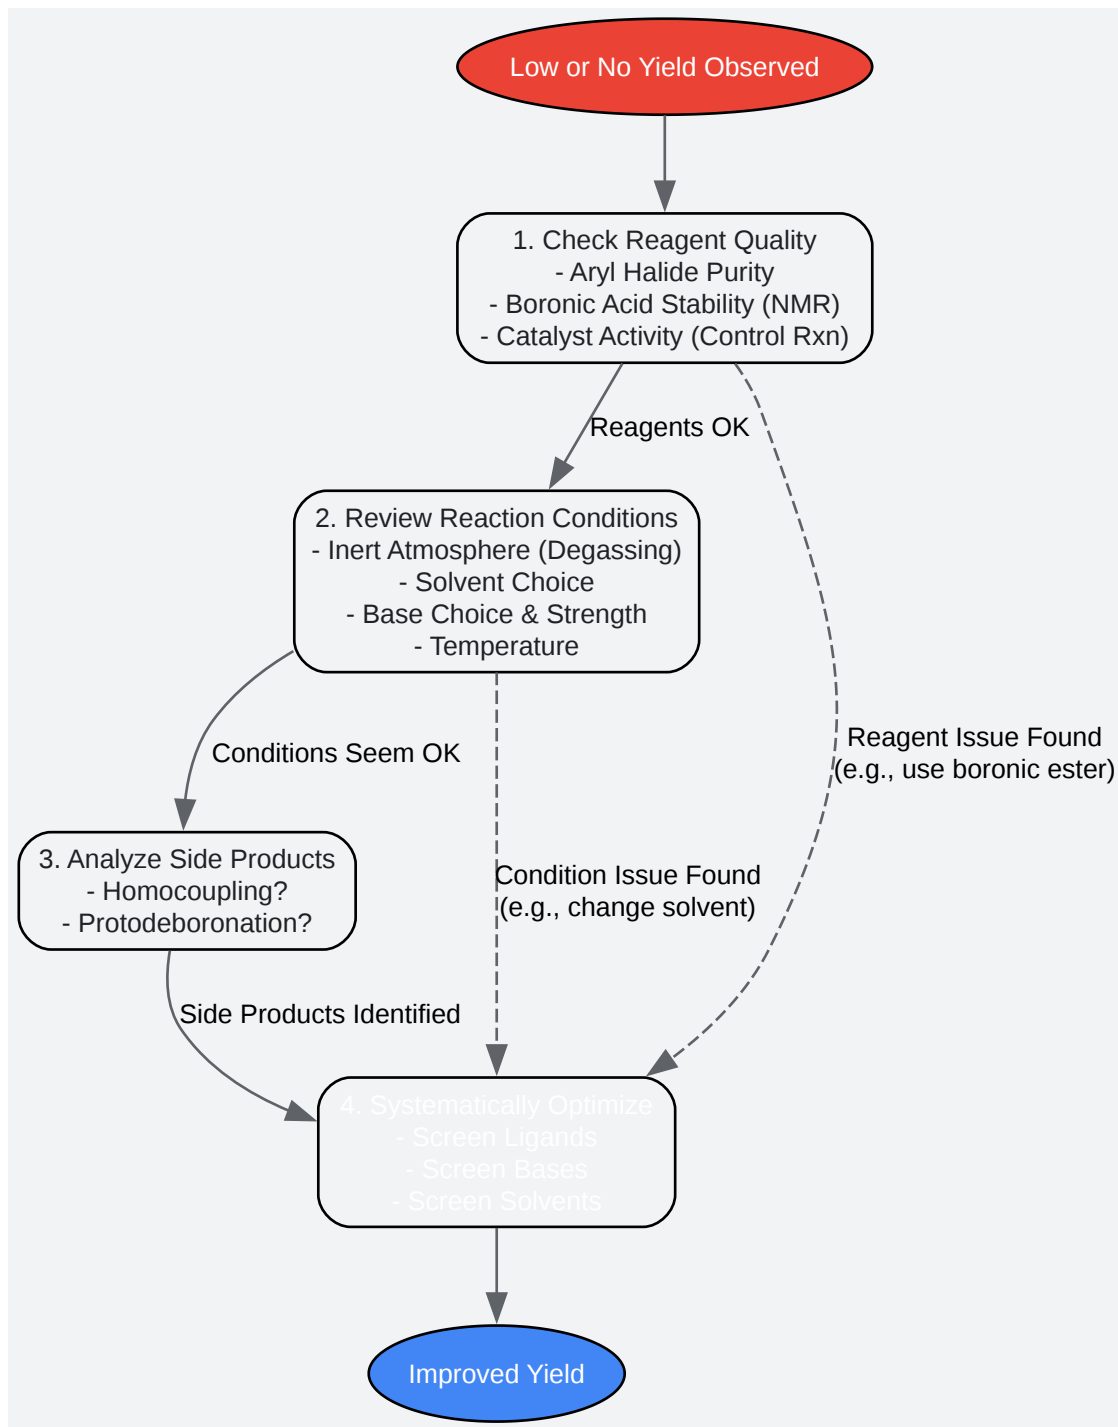 Low or No Yield Observed
1. Check Reagent Quality
- Aryl Halide Purity
- Boronic Acid Stability (NMR)
- Catalyst Activity (Control Rxn)
Reagents OK
2. Review Reaction Conditions
- Inert Atmosphere (Degassing)
- Solvent Choice
- Base Choice & Strength
- Temperature
Conditions Seem OK
Reagent Issue Found
(e.g., use boronic ester)
3. Analyze Side Products
- Homocoupling?
- Protodeboronation?
Condition Issue Found
(e.g., change solvent)
Side Products Identified
4. Systematically Optimize
- Screen Ligands
- Screen Bases
- Screen Solvents
Improved Yield